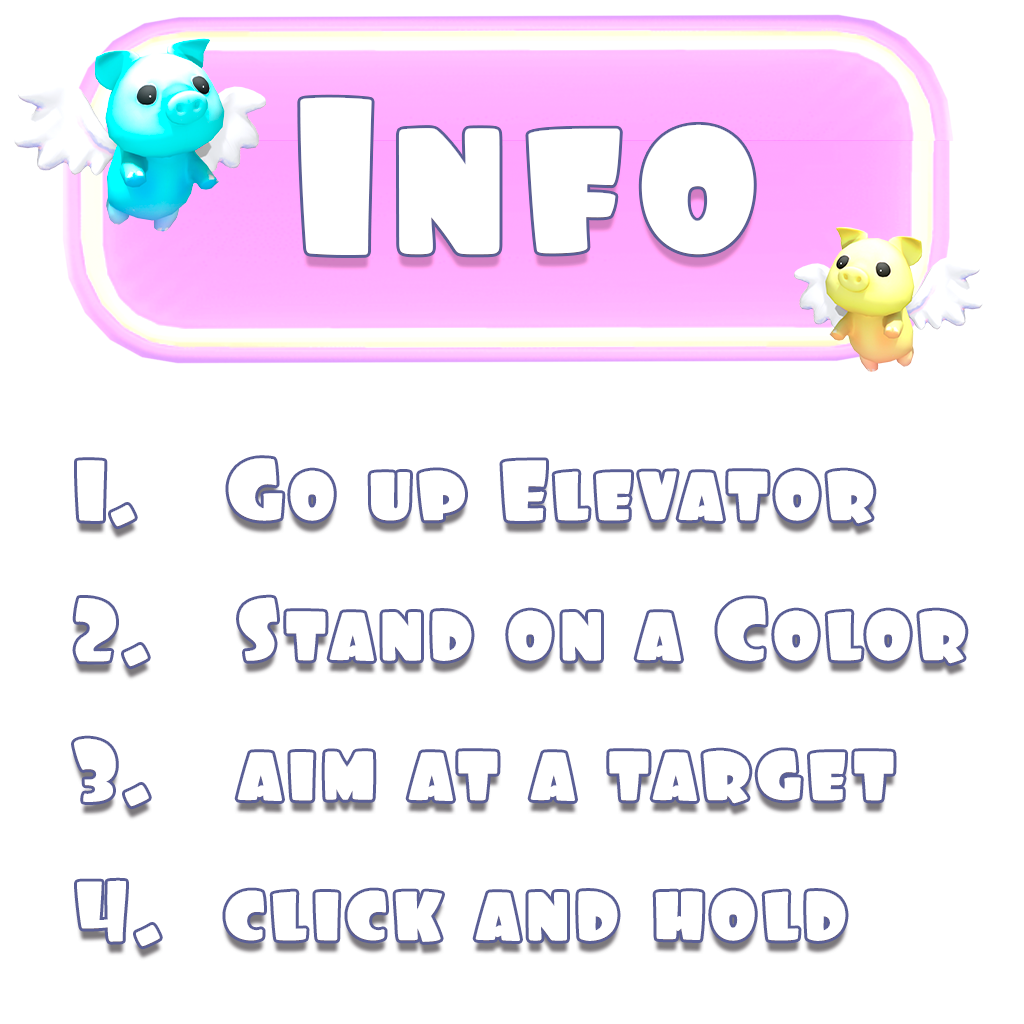 Info
1. Go up Elevator
2. Stand on a Color
3. aim at a target
4. click and hold